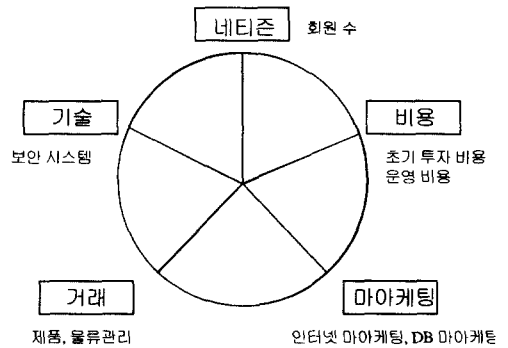 네티즌 회원 수
기술
비용
보안 시스템
초기 투자 비용
운영 비용
거래
마아케팅
제품, 물류관리
인터넷 마아케팅, DB 마아케팅